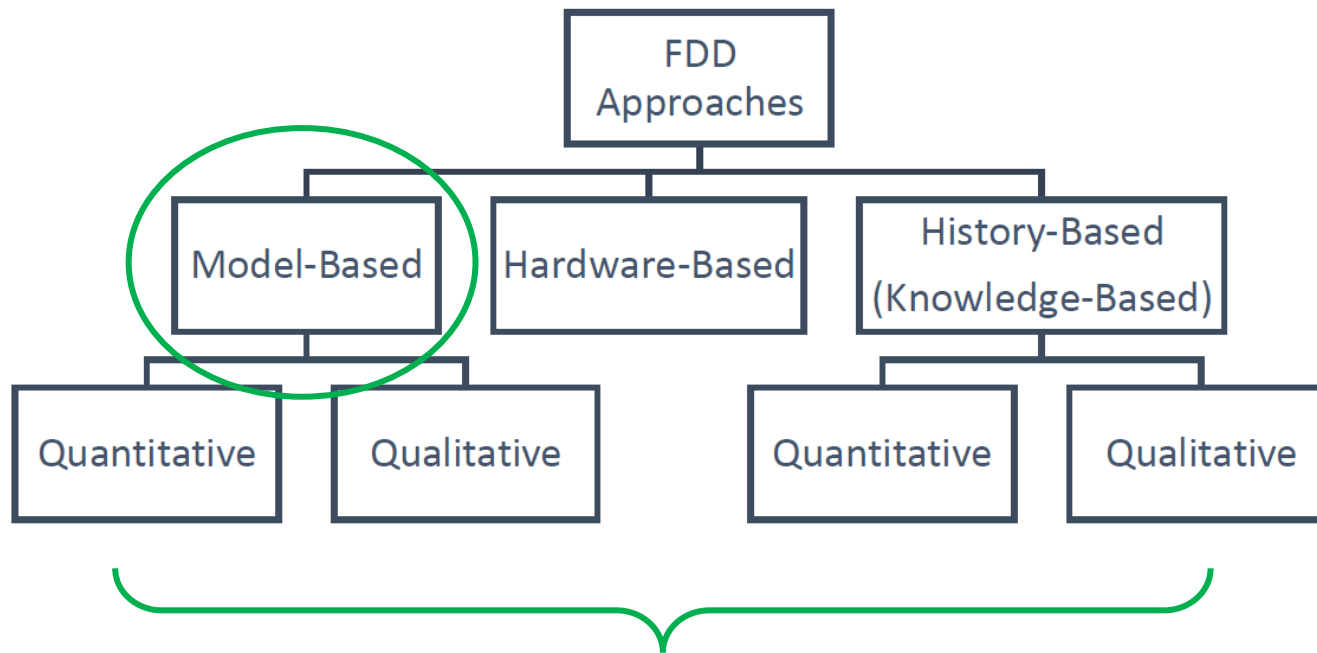 FDD
Approaches
Model-Based
Hardware-Based
History-Based
(Knowledge-Based)
Quantitative
Qualitative
Quantitative
Qualitative